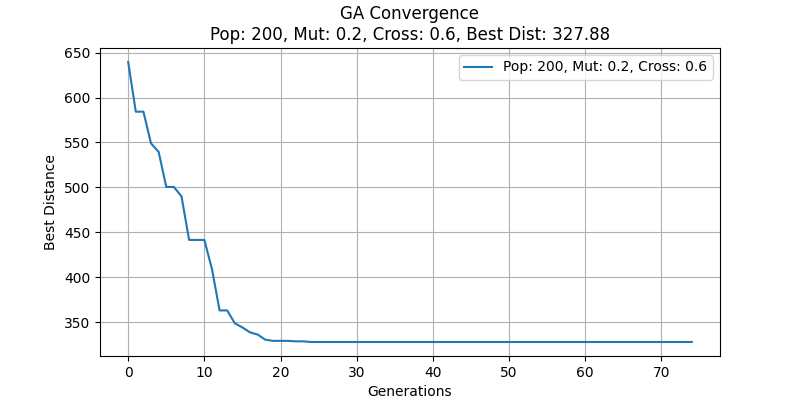 GA Convergence
Pop: 200, Mut: 0.2, Cross: 0.6, Best Dist: 327.88
Pop: 200, Mut: 0.2, Cross: 0.6
Best Distance
650
600
550
500
450
400
350
0 10 20 30 40 50 60 70
Generations